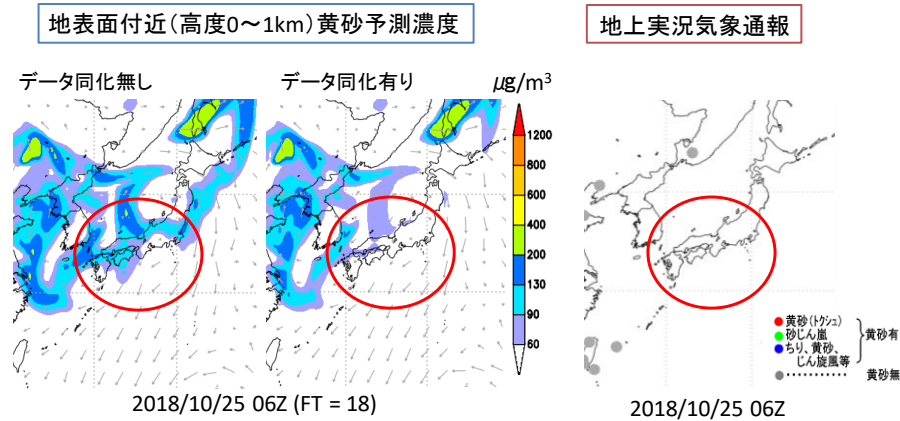 地表面付近（高度0～1km）黄砂予測濃度
地上実況気象通報
データ同化無し
データ同化有り
μg/m³
1200
800
600
400
200
130
90
60
黄砂（トクシュ）
砂じん嵐
ちり、黄砂、
じん旋風等
黄砂有
・・・・・・・・・ 黄砂無
2018/10/25 06Z (FT = 18)
2018/10/25 06Z